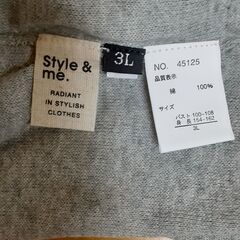 Style &
me.
RADIANT
IN STYLISH
CLOTHES
3L
NO. 45125
品質表示
綿 100%
サイズ
バスト 100-108
身長 154-162
3L